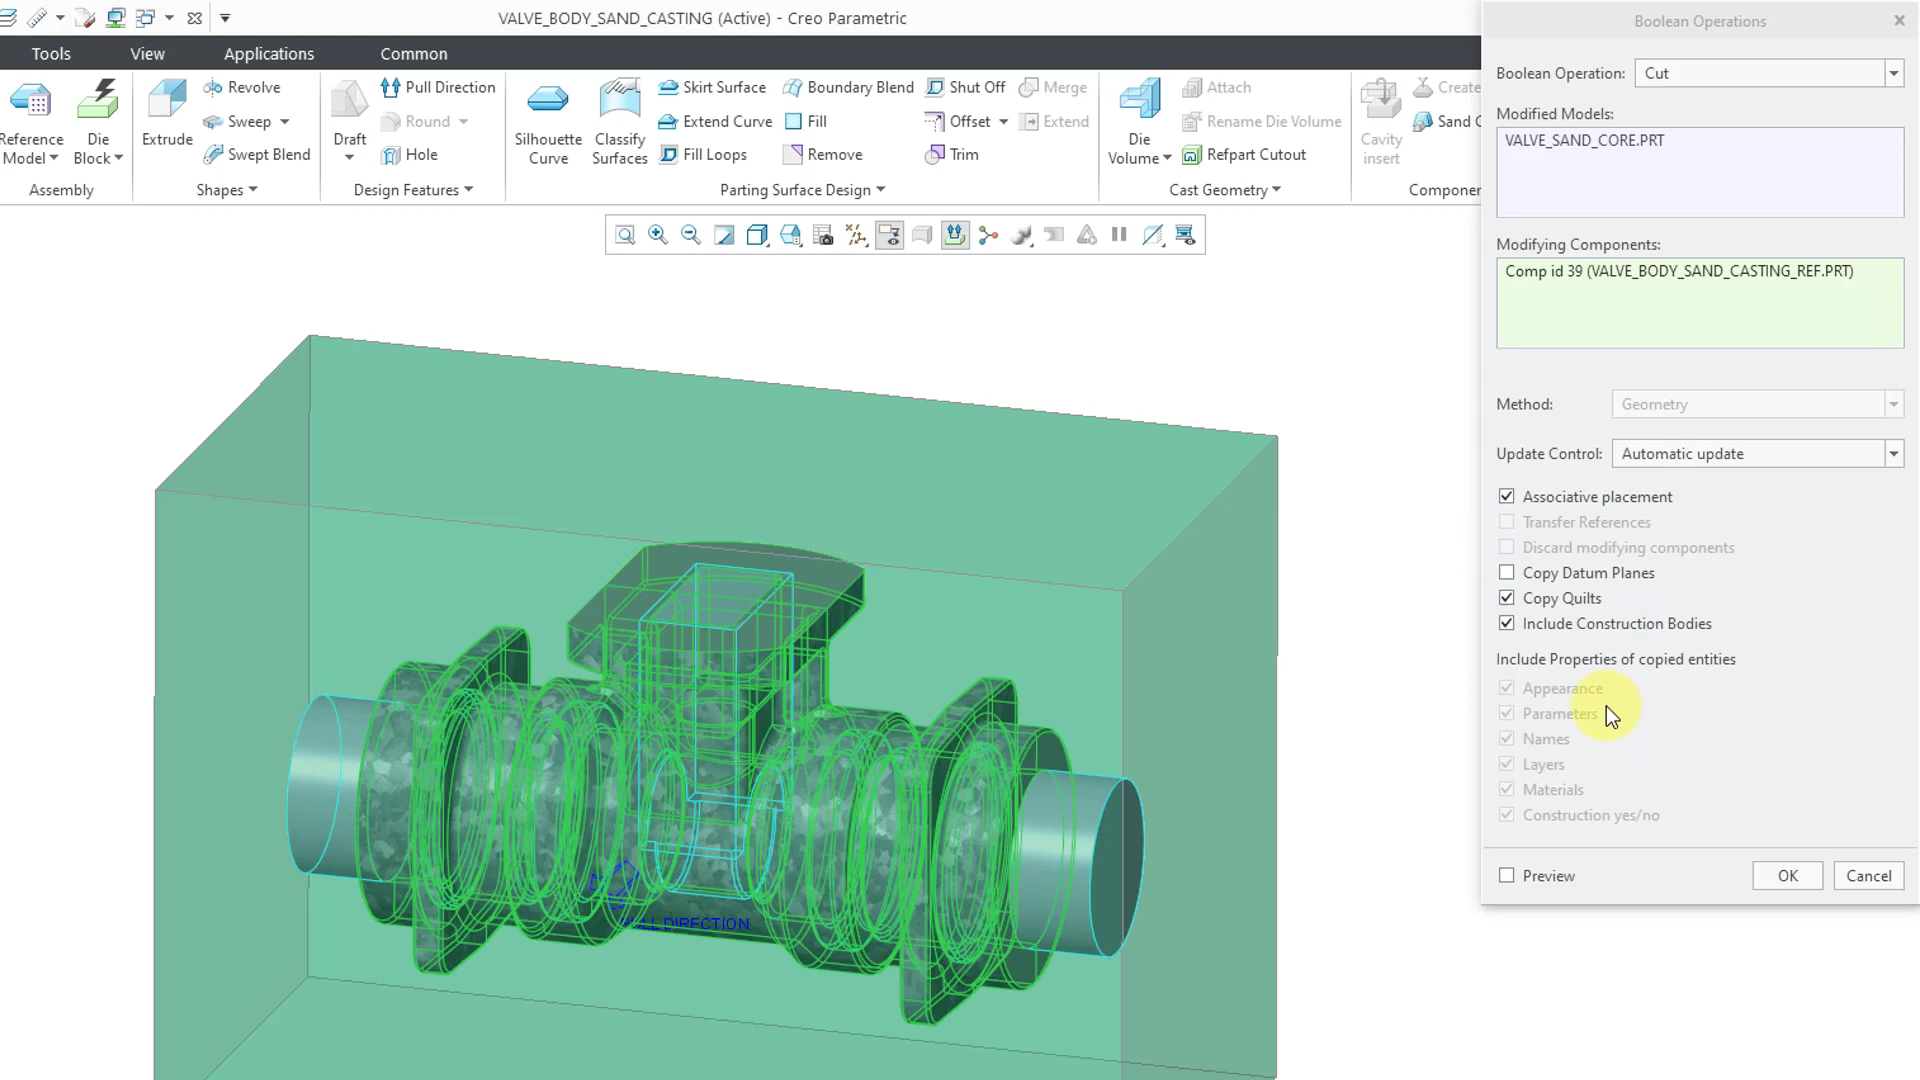 VALVE_BODY_SAND_CASTING (Active) - Creo Parametric
Tools View Applications Common
Reference Model
Die Block
Assembly
Extrude
Revolve
Sweep
Swept Blend
Shapes
Draft
Pull Direction
Round
Hole
Design Features
Silhouette Curve
Classify Surfaces
Skirt Surface
Extend Curve
Fill Loops
Boundary Blend
Fill
Remove
Shut Off
Offset
Trim
Merge
Extend
Parting Surface Design
Die Volume
Attach
Rename Die Volume
Refpart Cutout
Cast Geometry
Cavity insert
Create
Sand C
Componen
Boolean Operations
Boolean Operation: Cut
Modified Models:
VALVE_SAND_CORE.PRT
Modifying Components:
Comp id 39 (VALVE_BODY_SAND_CASTING_REF.PRT)
Method: Geometry
Update Control: Automatic update
Associative placement
Transfer References
Discard modifying components
Copy Datum Planes
Copy Quilts
Include Construction Bodies
Include Properties of copied entities
Appearance
Parameters
Names
Layers
Materials
Construction yes/no
Preview OK Cancel
DIRECTION